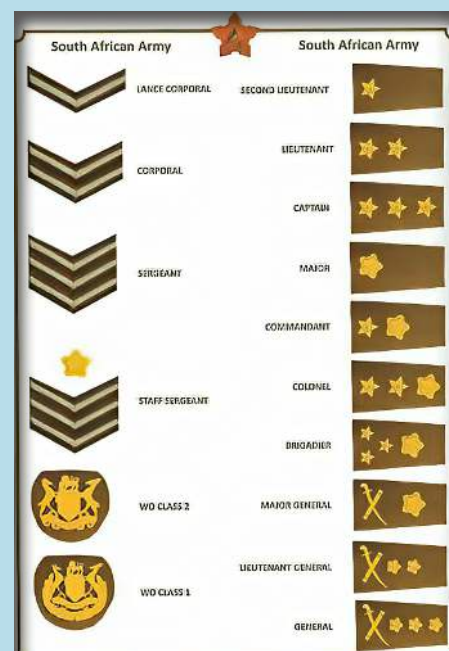 South African Army
LANCE CORPORAL
CORPORAL
SERGEANT
STAFF SERGEANT
WO CLASS 2
WO CLASS 1
South African Army
SECOND LIEUTENANT
LIEUTENANT
CAPTAIN
MAJOR
COMMANDANT
COLONEL
BRIGADIER
MAJOR GENERAL
LIEUTENANT GENERAL
GENERAL